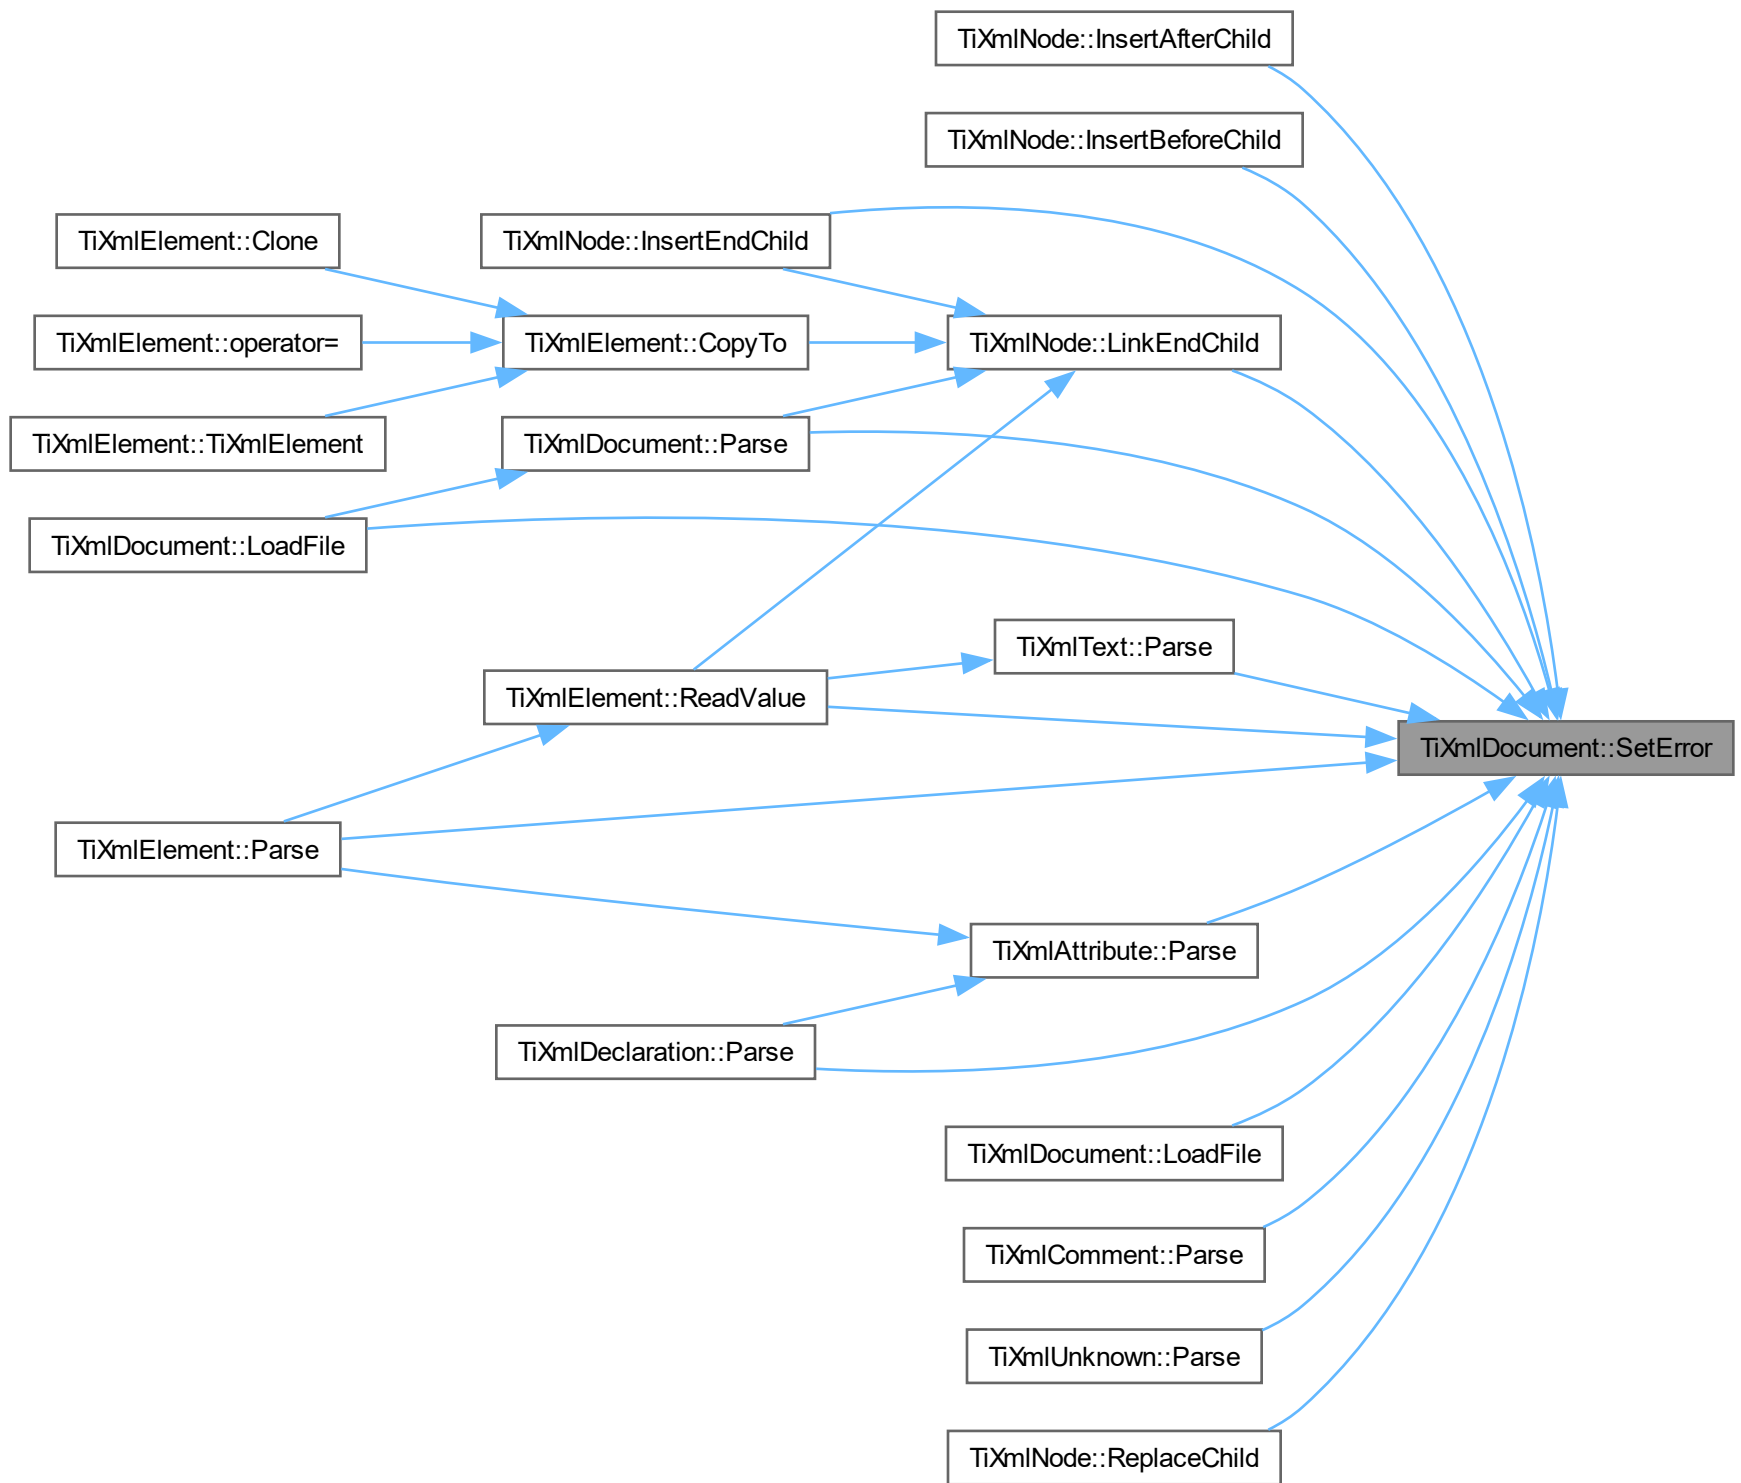 TiXmlNode::InsertAfterChild
TiXmlNode::InsertBeforeChild
TiXmlElement::Clone
TiXmlNode::InsertEndChild
TiXmlElement::operator=
TiXmlElement::CopyTo
TiXmlNode::LinkEndChild
TiXmlElement::TiXmlElement
TiXmlDocument::Parse
TiXmlDocument::LoadFile
TiXmlText::Parse
TiXmlElement::ReadValue
TiXmlDocument::SetError
TiXmlElement::Parse
TiXmlAttribute::Parse
TiXmlDeclaration::Parse
TiXmlDocument::LoadFile
TiXmlComment::Parse
TiXmlUnknown::Parse
TiXmlNode::ReplaceChild